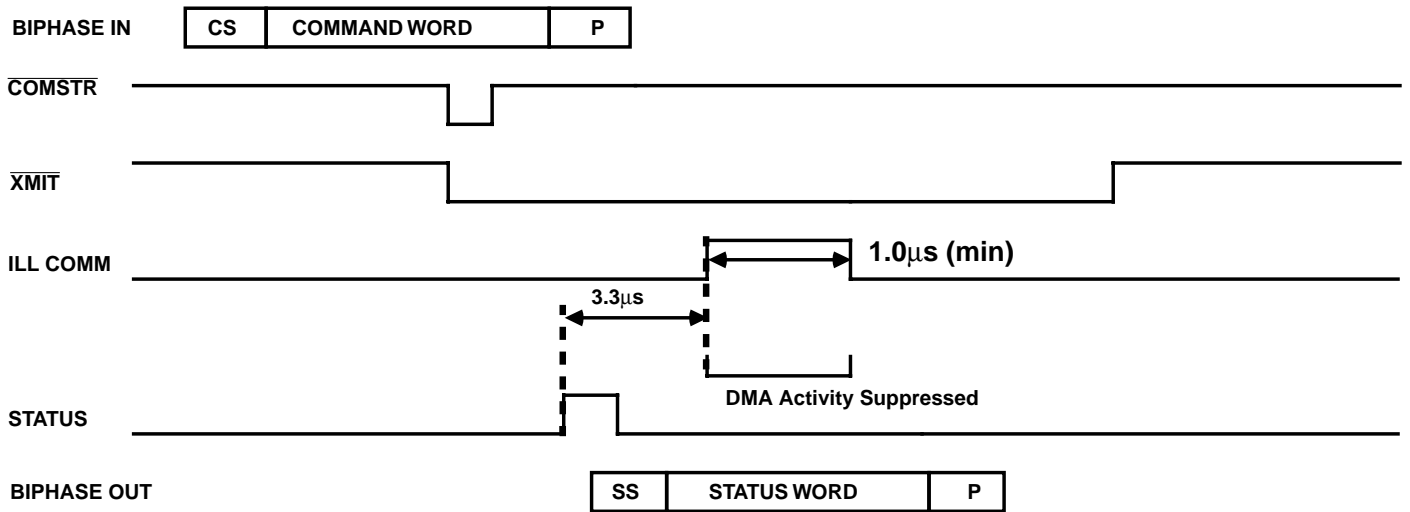 BIPHASE IN CS COMMAND WORD P
COMSTR
XMIT
ILL COMM 1.0μs (min)
3.3μs
DMA Activity Suppressed
STATUS
BIPHASE OUT SS STATUS WORD P